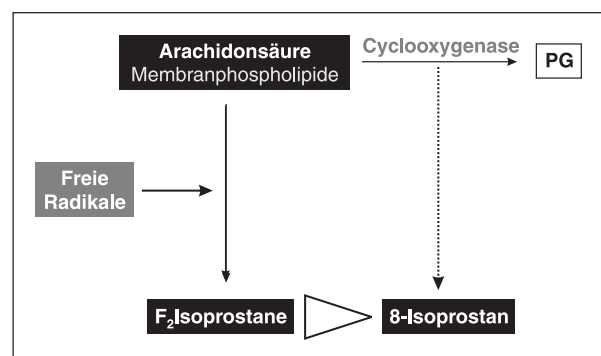 Arachidonsäure
Membranphospholipide
Cyclooxygenase
PG
Freie
Radikale
F₂Isoprostane
8-Isoprostan